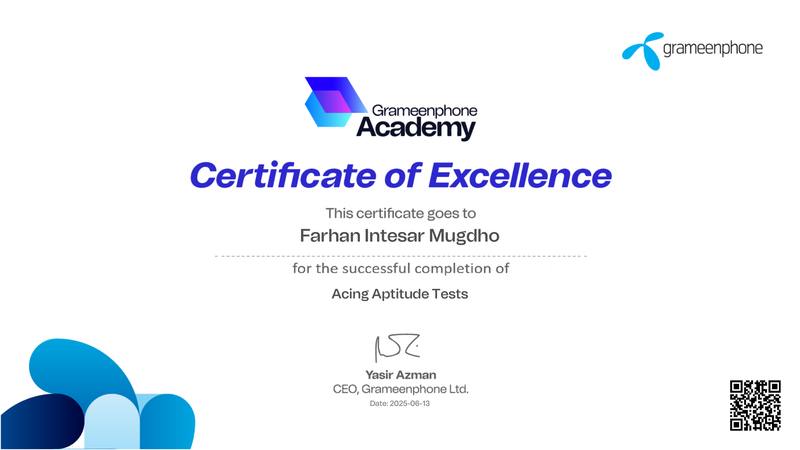 grameenphone
Grameenphone
Academy
Certificate of Excellence
This certificate goes to
Farhan Intesar Mugdho
for the successful completion of
Acing Aptitude Tests
Yasir Azman
CEO, Grameenphone Ltd.
Date: 2025-06-13